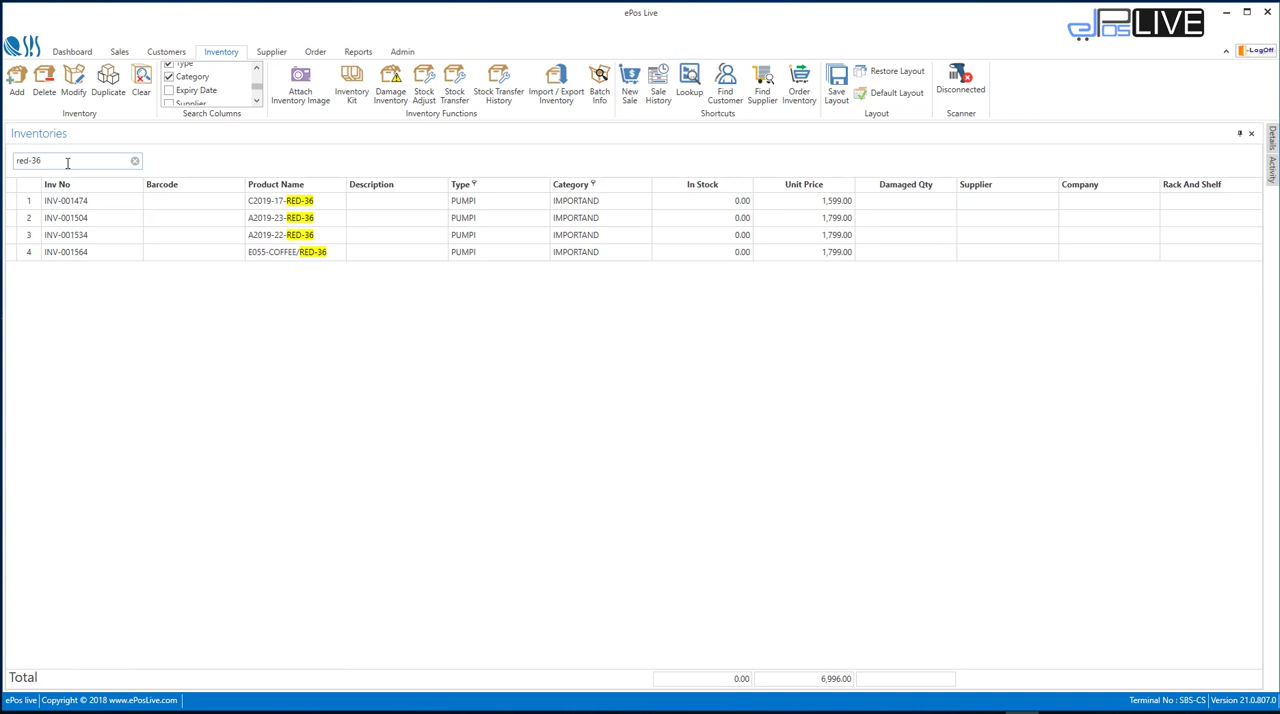 ePos Live
ePos LIVE
SBS
Dashboard Sales Customers Inventory Supplier Order Reports Admin
LogOff
Add Delete Modify Duplicate Clear
Inventory
Type
Category
Expiry Date
Supplier
Search Columns
Attach Inventory Image
Inventory Kit
Damage Inventory
Stock Adjust
Stock Transfer
Stock Transfer History
Import / Export Inventory
Batch Info
Inventory Functions
New Sale
Sale History
Lookup
Find Customer
Find Supplier
Order Inventory
Shortcuts
Save Layout
Restore Layout
Default Layout
Layout
Disconnected
Scanner
Inventories
Details
Activity
red-36
Inv No Barcode Product Name Description Type Category In Stock Unit Price Damaged Qty Supplier Company Rack And Shelf
1 INV-001474 C2019-17-RED-36 PUMPI IMPORTAND 0.00 1,599.00
2 INV-001504 A2019-23-RED-36 PUMPI IMPORTAND 0.00 1,799.00
3 INV-001534 A2019-22-RED-36 PUMPI IMPORTAND 0.00 1,799.00
4 INV-001564 E055-COFFEE/RED-36 PUMPI IMPORTAND 0.00 1,799.00
Total 0.00 6,996.00
ePos live Copyright © 2018 www.ePosLive.com Terminal No : SBS-CS Version 21.0.807.0